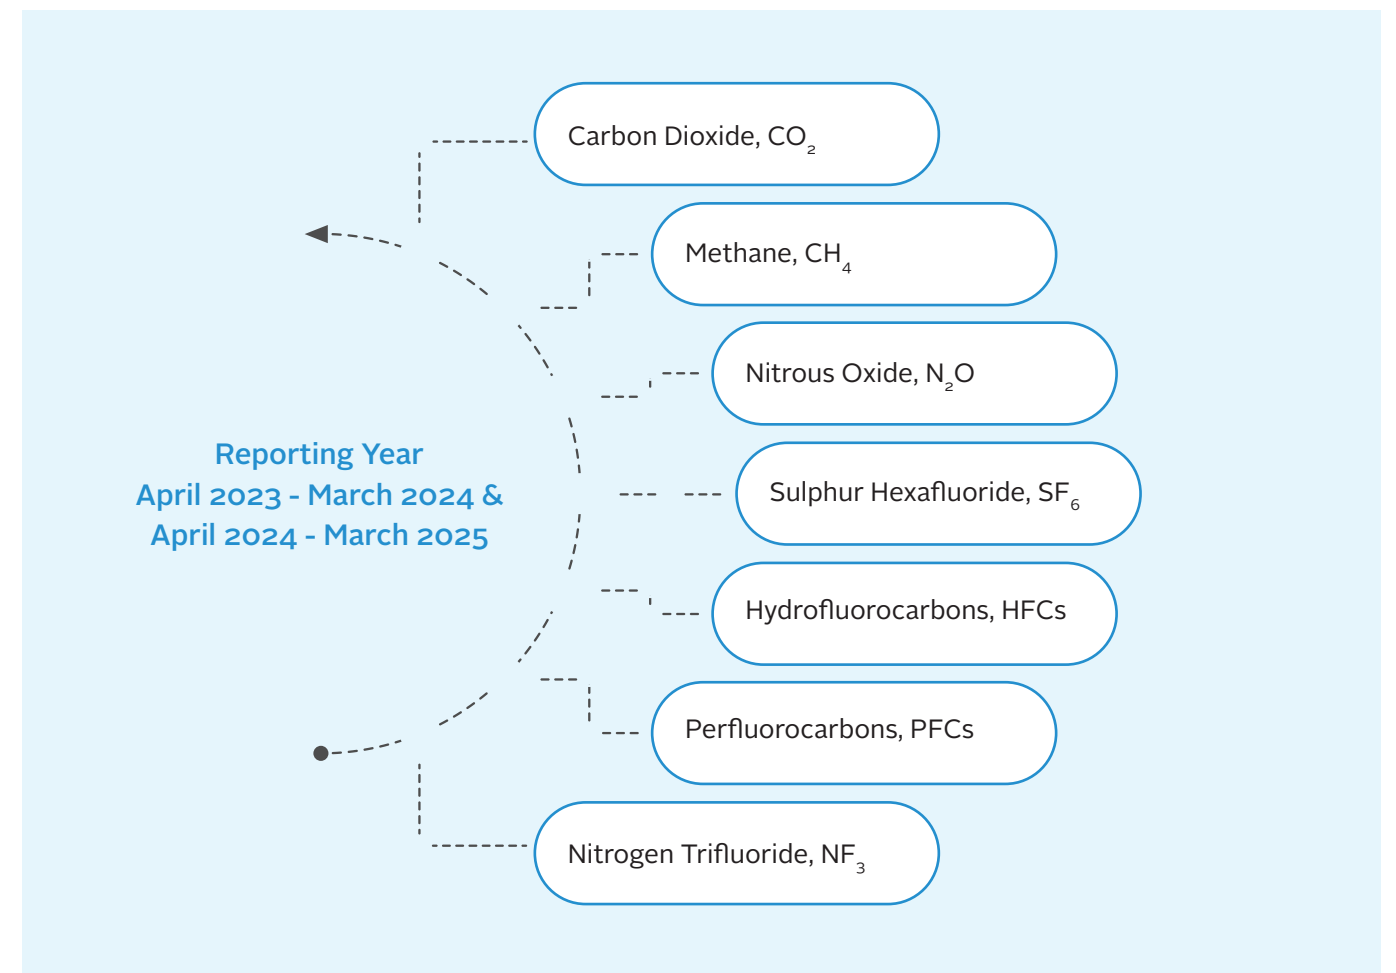 Carbon Dioxide, CO₂
Methane, CH₄
Nitrous Oxide, N₂O
Reporting Year
April 2023 - March 2024 &
April 2024 - March 2025
Sulphur Hexafluoride, SF₆
Hydrofluorocarbons, HFCs
Perfluorocarbons, PFCs
Nitrogen Trifluoride, NF₃